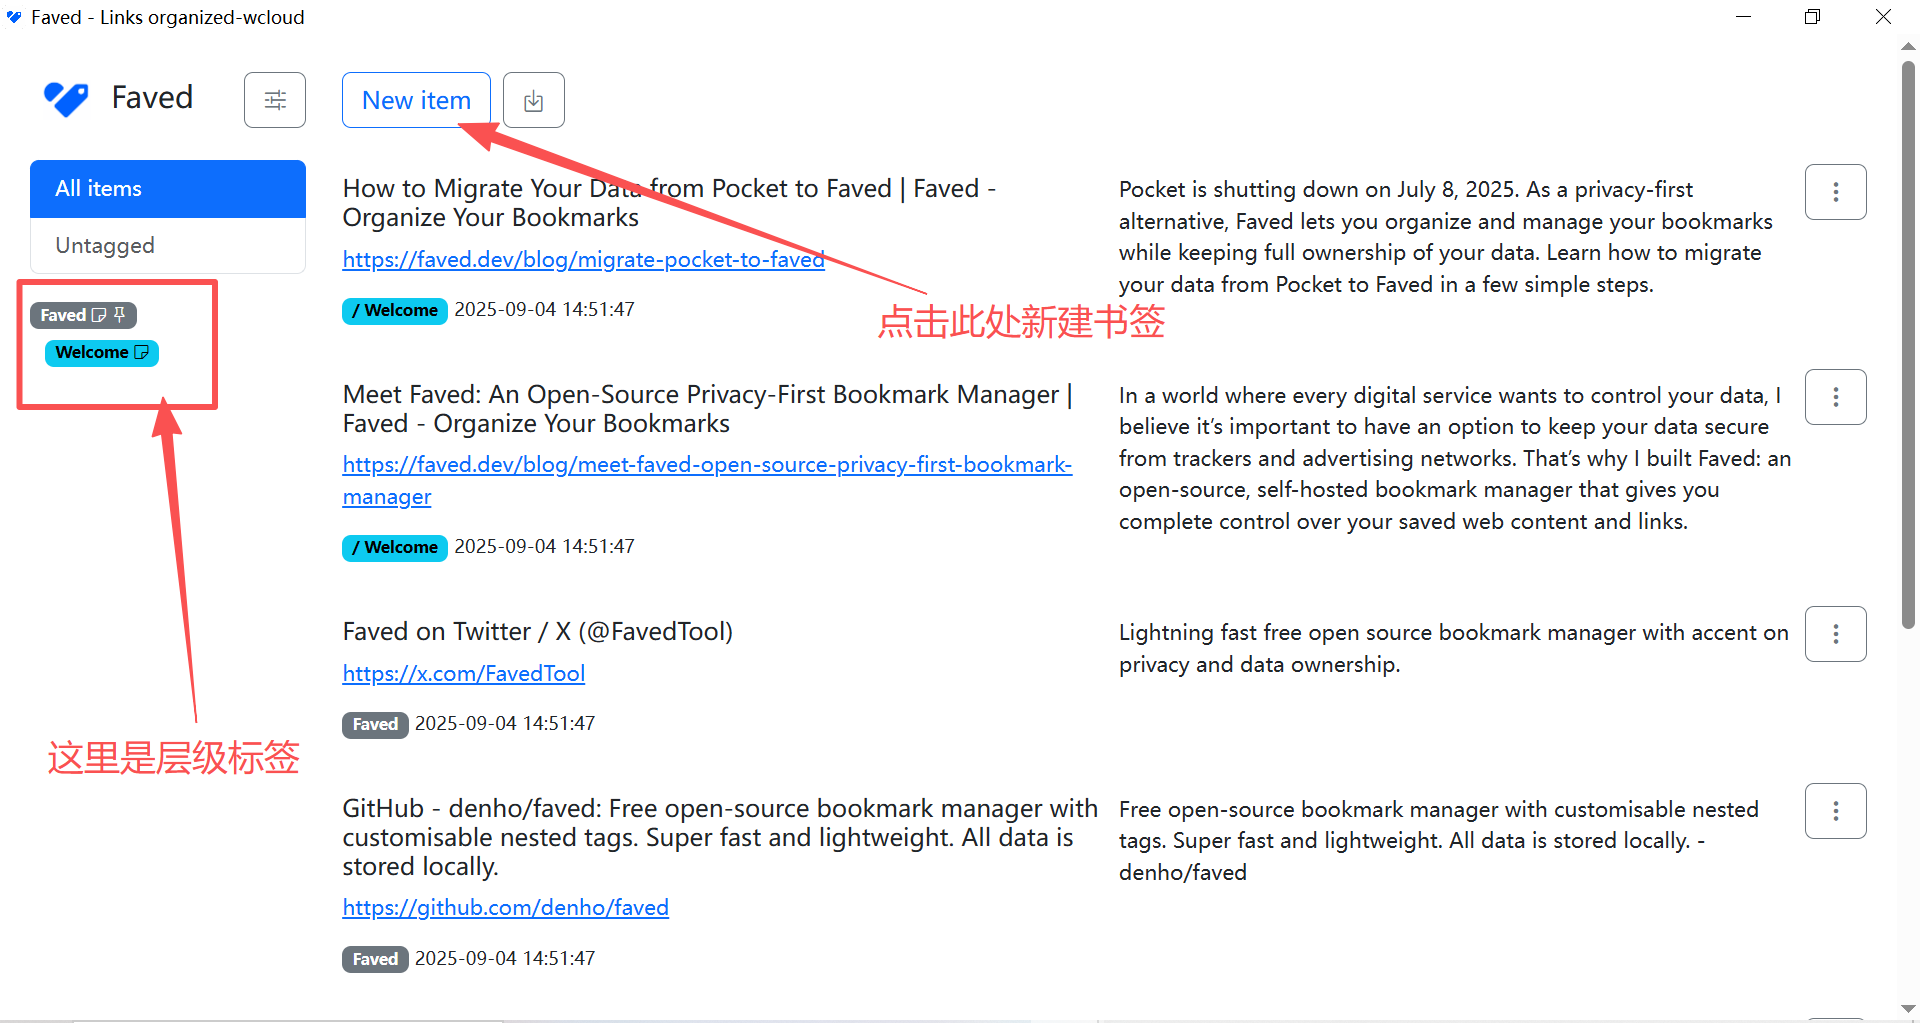 Faved - Links organized-wcloud
Faved
New item
All items
Untagged
Faved
Welcome
这里是层级标签
点击此处新建书签
How to Migrate Your Data from Pocket to Faved | Faved -
Organize Your Bookmarks
https://faved.dev/blog/migrate-pocket-to-faved
/ Welcome 2025-09-04 14:51:47
Pocket is shutting down on July 8, 2025. As a privacy-first
alternative, Faved lets you organize and manage your bookmarks
while keeping full ownership of your data. Learn how to migrate
your data from Pocket to Faved in a few simple steps.
Meet Faved: An Open-Source Privacy-First Bookmark Manager |
Faved - Organize Your Bookmarks
https://faved.dev/blog/meet-faved-open-source-privacy-first-bookmark-
manager
/ Welcome 2025-09-04 14:51:47
In a world where every digital service wants to control your data, I
believe it’s important to have an option to keep your data secure
from trackers and advertising networks. That’s why I built Faved: an
open-source, self-hosted bookmark manager that gives you
complete control over your saved web content and links.
Faved on Twitter / X (@FavedTool)
https://x.com/FavedTool
Faved 2025-09-04 14:51:47
Lightning fast free open source bookmark manager with accent on
privacy and data ownership.
GitHub - denho/faved: Free open-source bookmark manager with
customisable nested tags. Super fast and lightweight. All data is
stored locally.
https://github.com/denho/faved
Faved 2025-09-04 14:51:47
Free open-source bookmark manager with customisable nested
tags. Super fast and lightweight. All data is stored locally. -
denho/faved